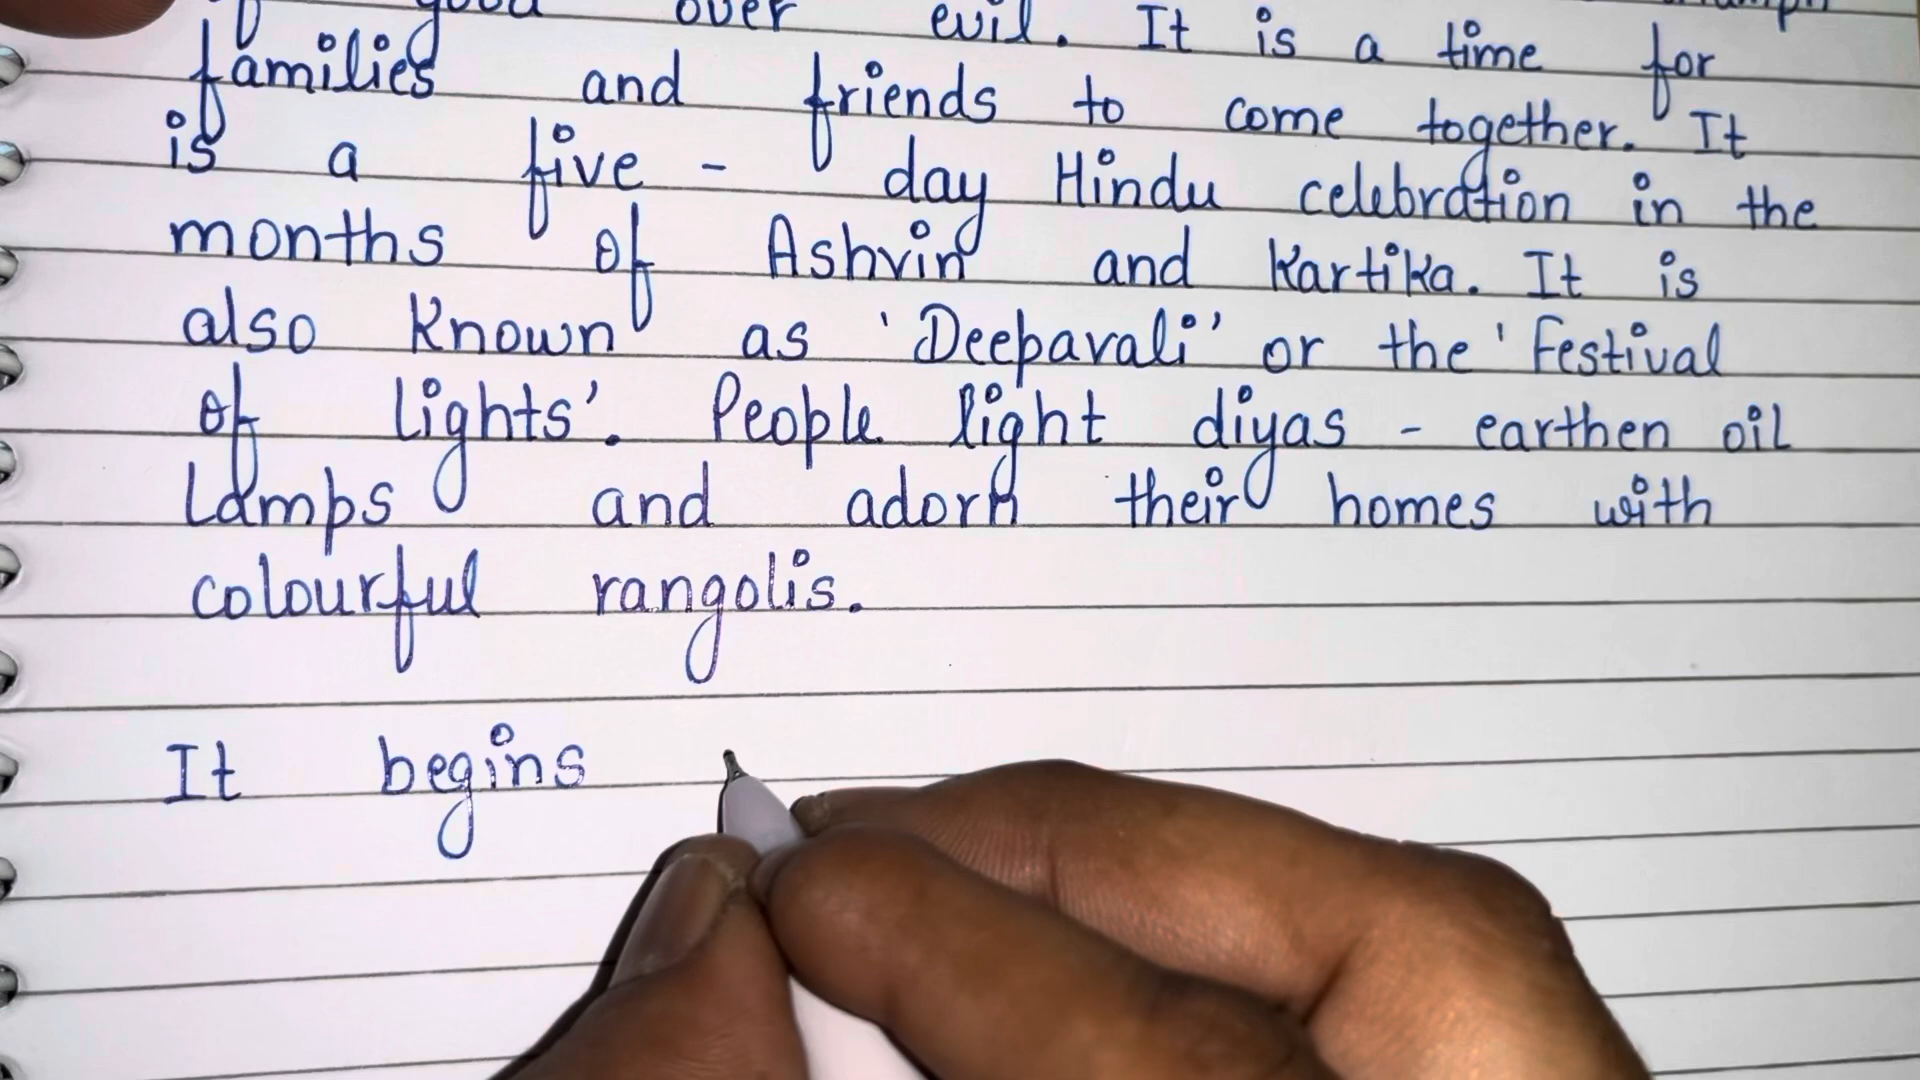 good over evil. It is a time for
families and friends to come together. It
is a five - day Hindu celebration in the
months of Ashvin and Kartika. It is
also known as 'Deepavali' or the 'Festival
of lights'. People light diyas - earthen oil
Lamps and adorn their homes with
colourful rangolis.
It begins